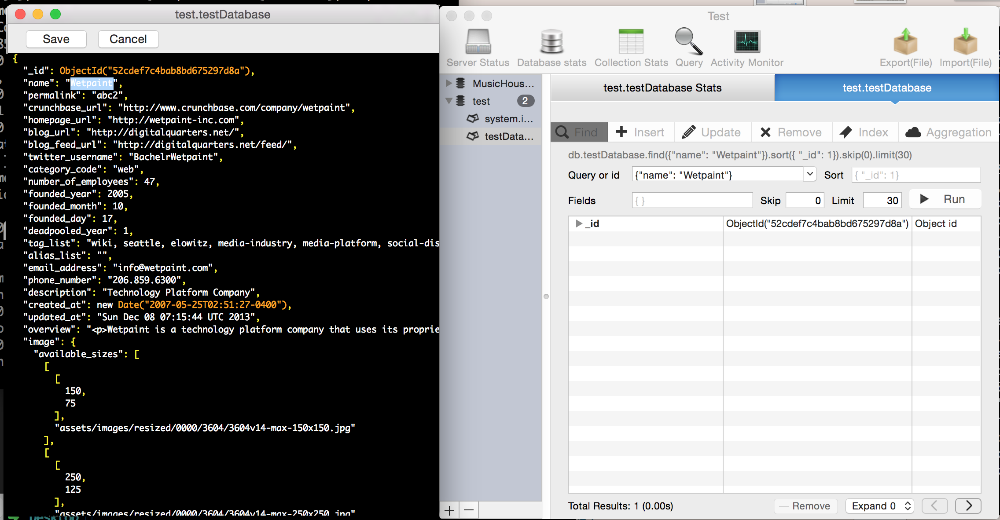 test.testDatabase
Save
Cancel
{
"_id": ObjectId("52cdef7c4bab8bd675297d8a"),
"name": "Wetpaint",
"permalink": "abc2",
"crunchbase_url": "http://www.crunchbase.com/company/wetpaint",
"homepage_url": "http://wetpaint-inc.com",
"blog_url": "http://digitalquarters.net/",
"blog_feed_url": "http://digitalquarters.net/feed/",
"twitter_username": "BachelrWetpaint",
"category_code": "web",
"number_of_employees": 47,
"founded_year": 2005,
"founded_month": 10,
"founded_day": 17,
"deadpooled_year": 1,
"tag_list": "wiki, seattle, elowitz, media-industry, media-platform, social-dis
"alias_list": "",
"email_address": "info@wetpaint.com",
"phone_number": "206.859.6300",
"description": "Technology Platform Company",
"created_at": new Date("2007-05-25T02:51:27-0400"),
"updated_at": "Sun Dec 08 07:15:44 UTC 2013",
"overview": "<p>Wetpaint is a technology platform company that uses its proprie
"image": {
"available_sizes": [
[
[
150,
75
],
"assets/images/resized/0000/3604/3604v14-max-150x150.jpg"
],
[
[
250,
125
],
"assets/images/resized/0000/3604/3604v14-max-250x250.jpg"
Desktop
Test
Server Status
Database stats
Collection Stats
Query
Activity Monitor
Export(File)
Import(File)
MusicHous...
test 2
system.i...
testData...
test.testDatabase Stats
test.testDatabase
Find
Insert
Update
Remove
Index
Aggregation
db.testDatabase.find({"name": "Wetpaint"}).sort({ "_id": 1}).skip(0).limit(30)
Query or id {"name": "Wetpaint"} Sort { "_id": 1}
Fields { } Skip 0 Limit 30 Run
_id ObjectId("52cdef7c4bab8bd675297d8a") Object id
Total Results: 1 (0.00s)
Remove
Expand 0